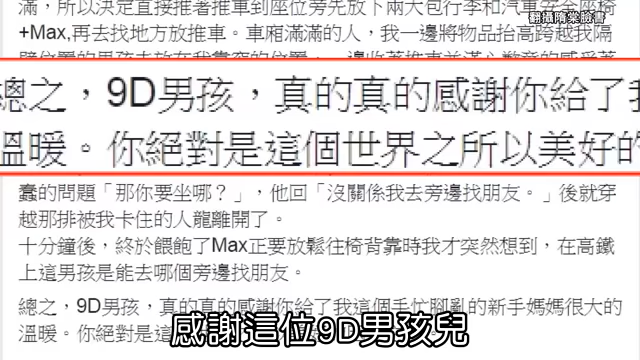 滿，所以決定直接推著推車到座位旁先放下兩大包行李和汽車安全座椅
翻攝隋棠臉書
+Max,再去找地方放推車。車廂滿滿的人，我一邊將物品抬高跨越我隔
總之，9D男孩，真的真的感謝你給了我
溫暖。你絕對是這個世界之所以美好的
蠢的問題「那你要坐哪？」，他回「沒關係我去旁邊找朋友。」後就穿
越那排被我卡住的人龍離開了。
十分鐘後，終於餵飽了Max正要放鬆往椅背靠時我才突然想到，在高鐵
上這男孩是能去哪個旁邊找朋友。
總之，9D男孩，真的真的感謝你給了我這個手忙腳亂的新手媽媽很大的
溫暖。你絕對是這
感謝這位9D男孩兒